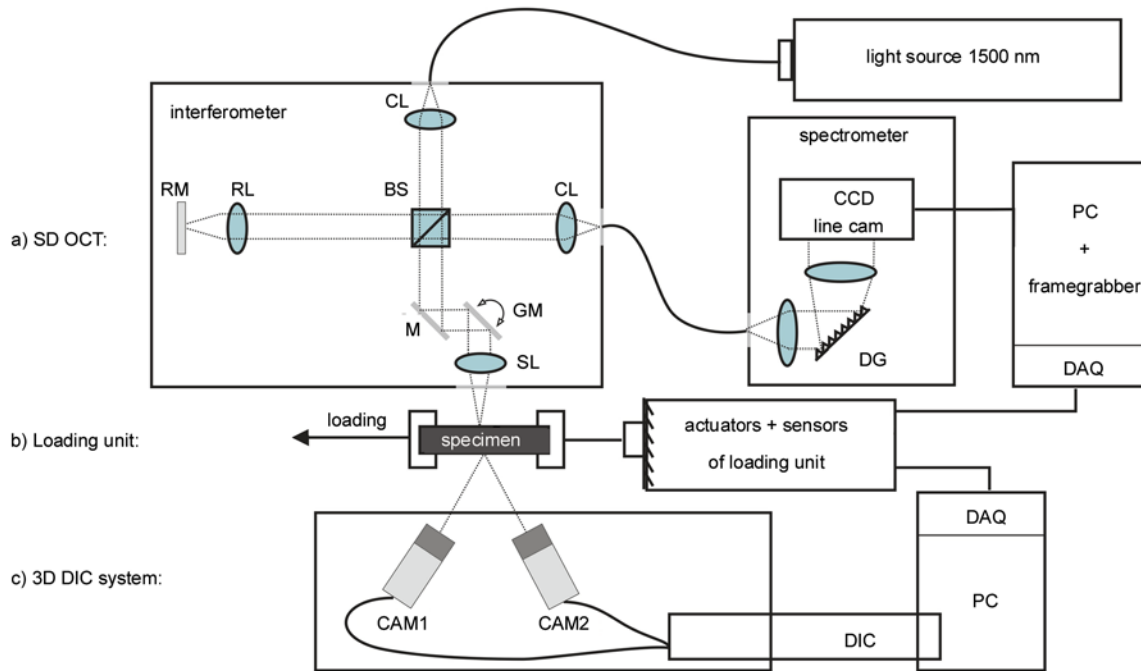 light source 1500 nm
interferometer
CL
spectrometer
RM
RL
BS
CL
CCD
line cam
PC
+
framegrabber
a) SD OCT:
GM
M
DG
SL
DAQ
b) Loading unit:
loading
specimen
actuators + sensors
of loading unit
DAQ
c) 3D DIC system:
PC
CAM1
CAM2
DIC